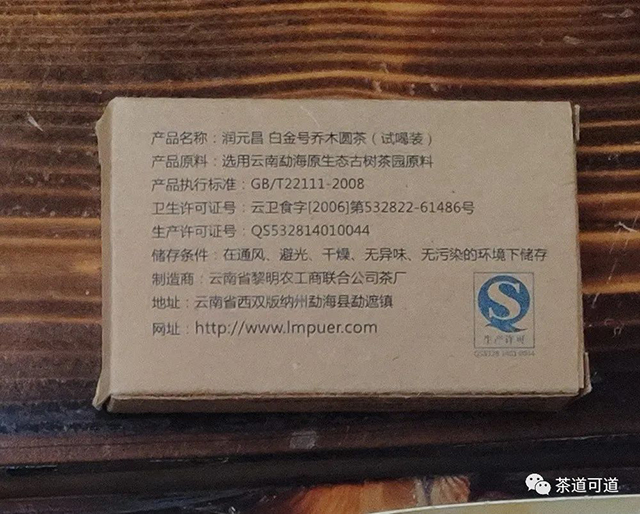 产品名称：润元昌 白金号乔木圆茶（试喝装）
产品原料：选用云南勐海原生态古树茶园原料
产品执行标准：GB/T22111-2008
卫生许可证号：云卫食字[2006]第532822-61486号
生产许可证号：QS532814010044
储存条件：在通风、避光、干燥、无异味、无污染的环境下储存
制造商：云南省黎明农工商联合公司茶厂
地址：云南省西双版纳州勐海县勐遮镇
网址：http://www.lmpuer.com
生产许可
QS5328 1401 0044
茶道可道